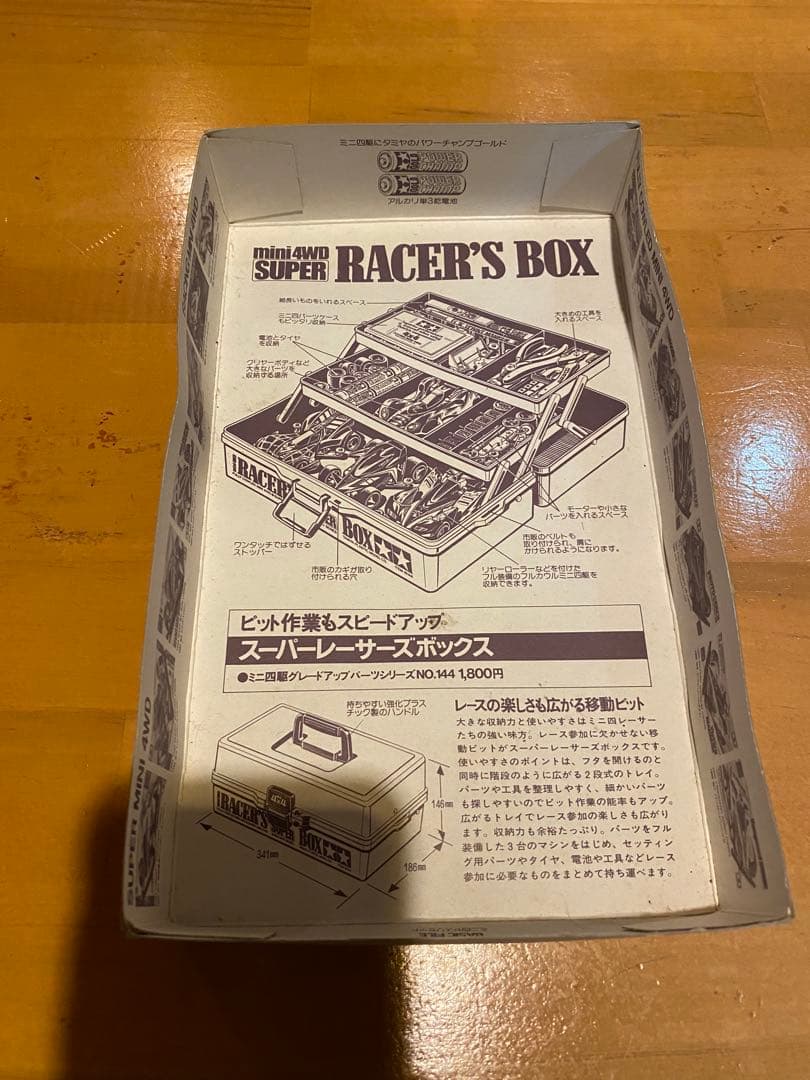 ミニ四駆にタミヤのパワーチャンプゴールド
POWER CHAMP
POWER CHAMP
アルカリ単3乾電池
mini4WD
SUPER
RACER'S BOX
細長いものをいれるスペース
ミニ四パーツケース
もピッタリ収納
電池とタイヤ
を収納
クリヤーボディなど
大きなパーツを
収納する場所
大きめの工具を
入れるスペース
RACER'S
BOX
ワンタッチではずせる
ストッパー
市販のカギが取り
付けられる穴
モーターや小さな
パーツを入れるスペース
市販のベルトも
取り付けられ、肩に
かけられるようになります。
リヤーローラーなどを付けた
フル装備のフルカウルミニ四駆を
収納できます。
ピット作業もスピードアップ
スーパーレーサーズボックス
●ミニ四駆グレードアップパーツシリーズNO.144 1,800円
持ちやすい強化プラス
チック製のハンドル
RACER'S
SUPER
BOX
341mm
186mm
146mm
レースの楽しさも広がる移動ピット
大きな収納力と使いやすさはミニ四レーサー
たちの強い味方。レース参加に欠かせない移
動ピットがスーパーレーサーズボックスです。
使いやすさのポイントは、フタを開けるのと
同時に階段のように広がる2段式のトレイ。
パーツや工具を整理しやすく、細かいパーツ
も探しやすいのでピット作業の能率もアップ。
広がるトレイでレース参加の楽しさも広がり
ます。収納力も余裕たっぷり。パーツをフル
装備した3台のマシンをはじめ、セッティン
グ用パーツやタイヤ、電池や工具などレース
参加に必要なものをまとめて持ち運べます。
SUPER MINI 4WD
MINI 4WD
BASIC FILE